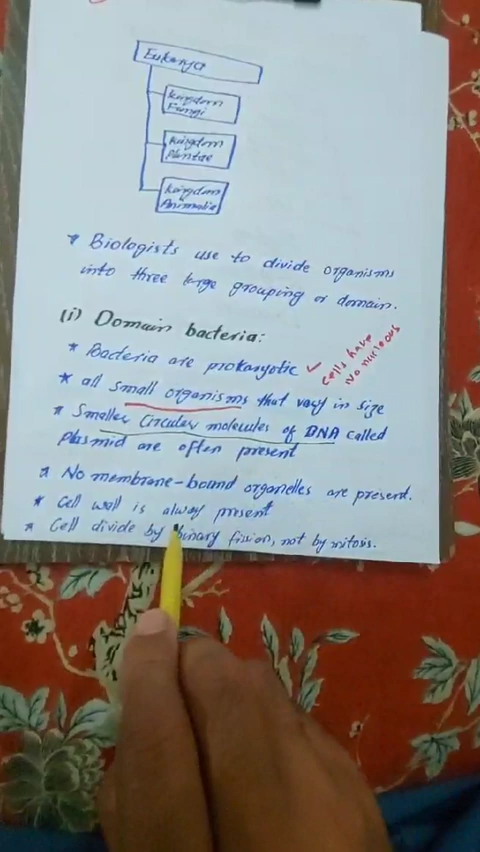 Eukarya
kingdom
Fungi
kingdom
Plantae
kingdom
Animalia
* Biologists use to divide organisms
into three large grouping or domain.
(i) Domain bacteria:
* Bacteria are prokaryotic ✓
cells have
no nucleous
* all small organisms that vary in size
* Smaller Circular molecules of DNA called
plasmid are often present
* No membrane-bound organelles are present.
* Cell wall is alway present
* Cell divide by binary fission, not by mitosis.